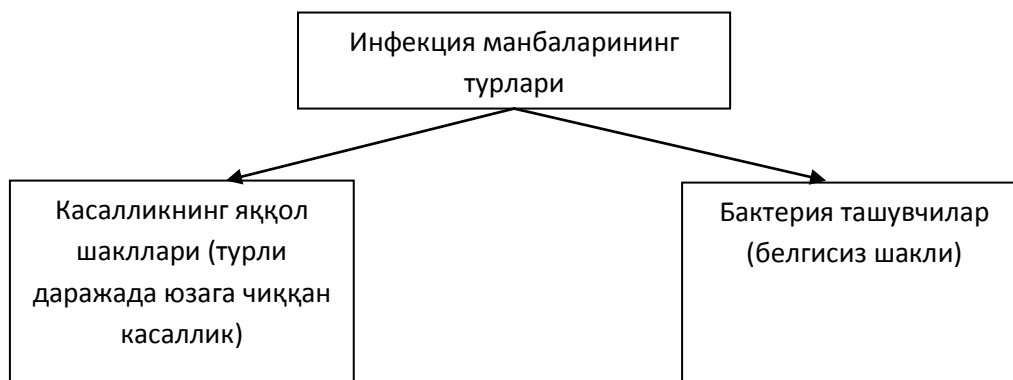 Инфекция манбаларининг
турлари
Касалликнинг яққол
шакллари (турли
даражада юзага чиққан
касаллик)
Бактерия ташувчилар
(белгисиз шакли)